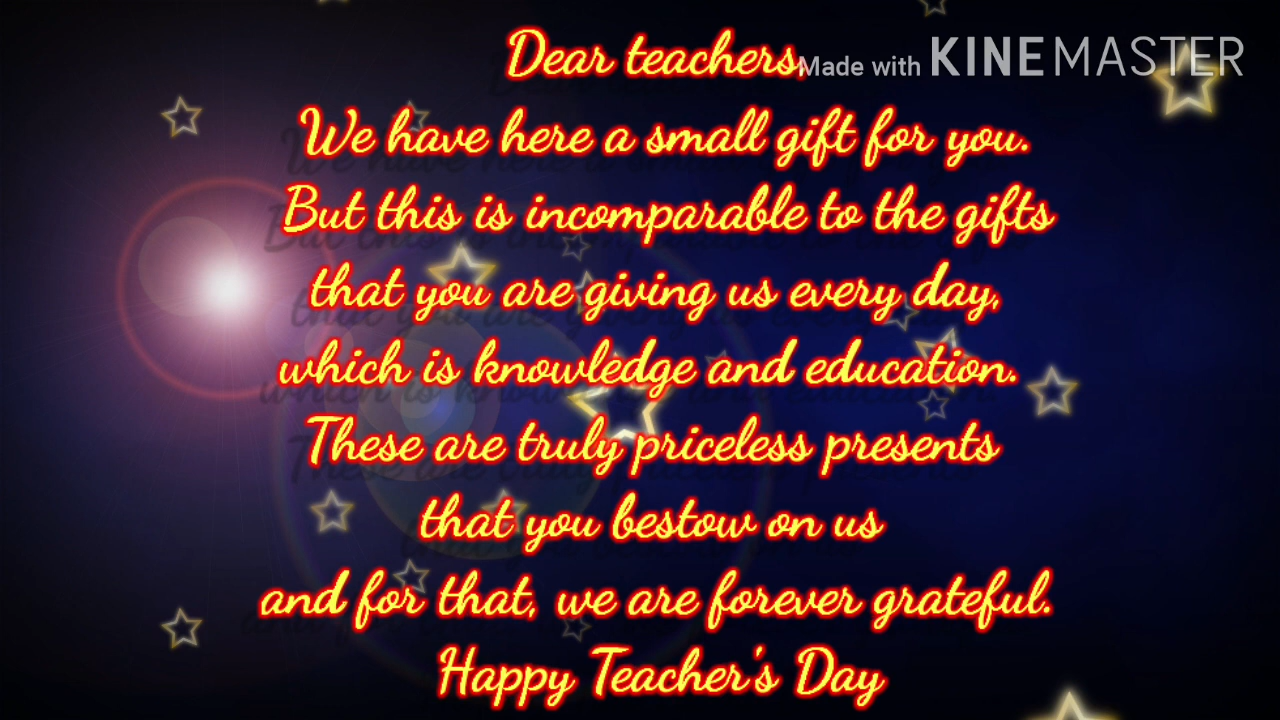 Dear teachers,
Made with KINEMASTER
We have here a small gift for you.
But this is incomparable to the gifts
that you are giving us every day,
which is knowledge and education.
These are truly priceless presents
that you bestow on us
and for that, we are forever grateful.
Happy Teacher's Day